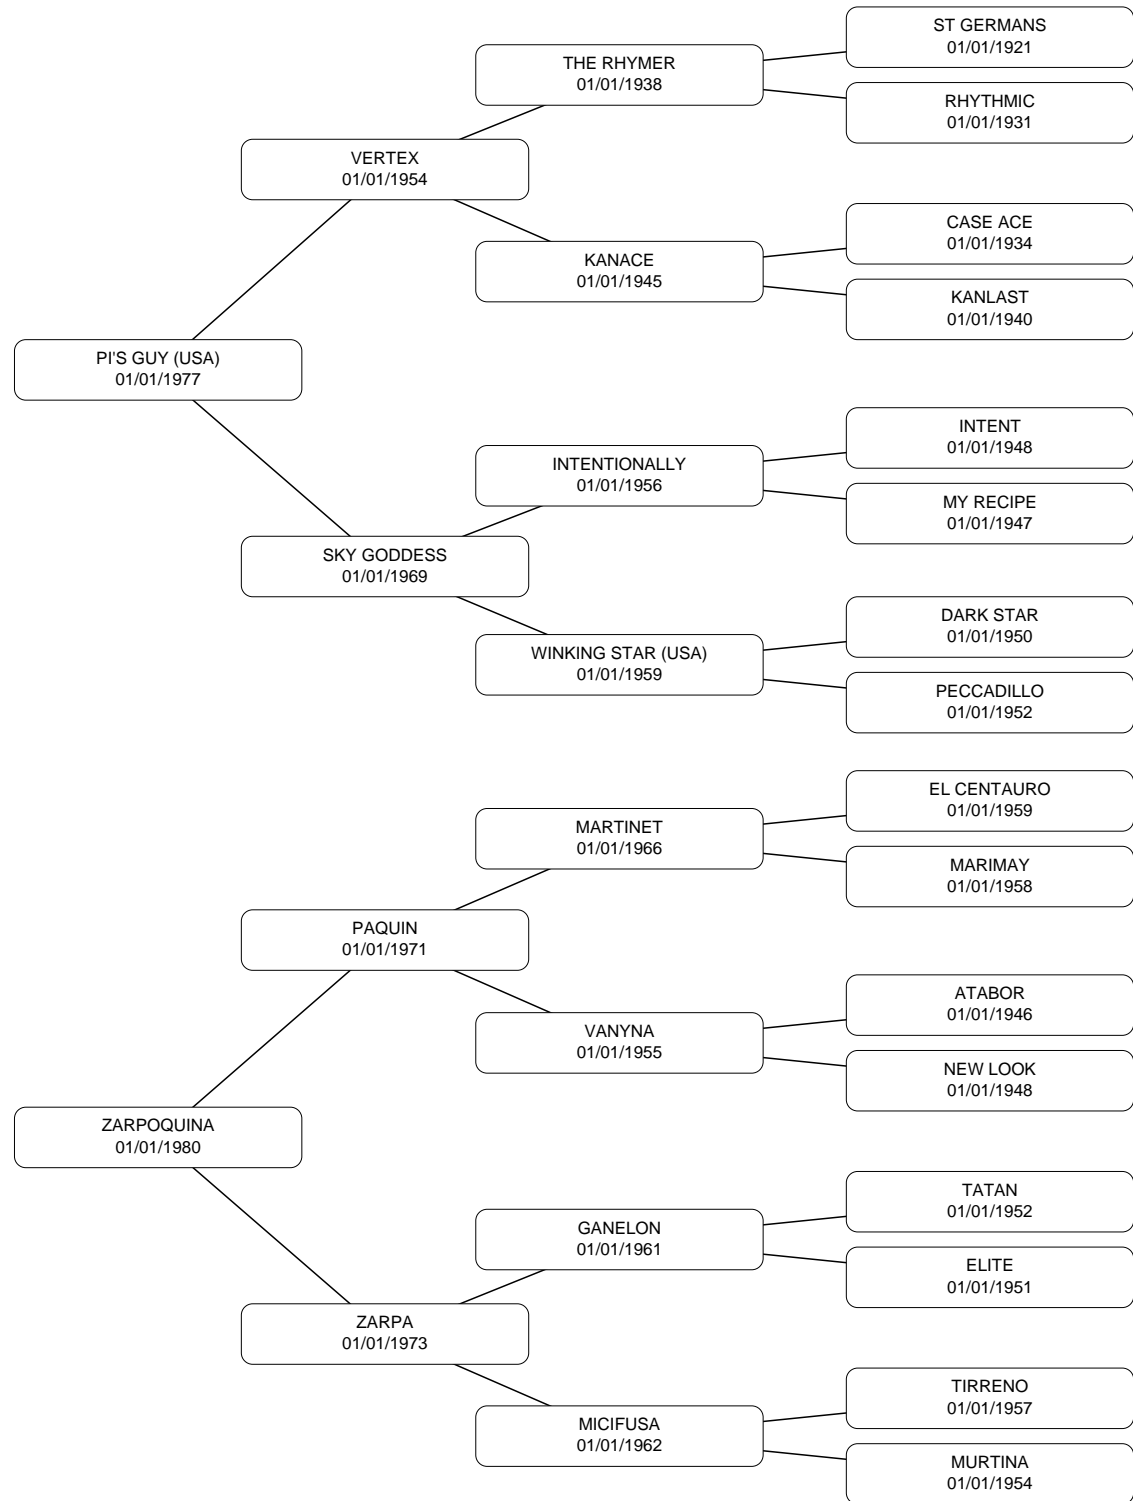 ST GERMANS
01/01/1921
THE RHYMER
01/01/1938
RHYTHMIC
01/01/1931
VERTEX
01/01/1954
CASE ACE
01/01/1934
KANACE
01/01/1945
KANLAST
01/01/1940
PI'S GUY (USA)
01/01/1977
INTENT
01/01/1948
INTENTIONALLY
01/01/1956
MY RECIPE
01/01/1947
SKY GODDESS
01/01/1969
DARK STAR
01/01/1950
WINKING STAR (USA)
01/01/1959
PECCADILLO
01/01/1952
EL CENTAURO
01/01/1959
MARTINET
01/01/1966
MARIMAY
01/01/1958
PAQUIN
01/01/1971
ATABOR
01/01/1946
VANYNA
01/01/1955
NEW LOOK
01/01/1948
ZARPOQUINA
01/01/1980
TATAN
01/01/1952
GANELON
01/01/1961
ELITE
01/01/1951
ZARPA
01/01/1973
TIRRENO
01/01/1957
MICIFUSA
01/01/1962
MURTINA
01/01/1954